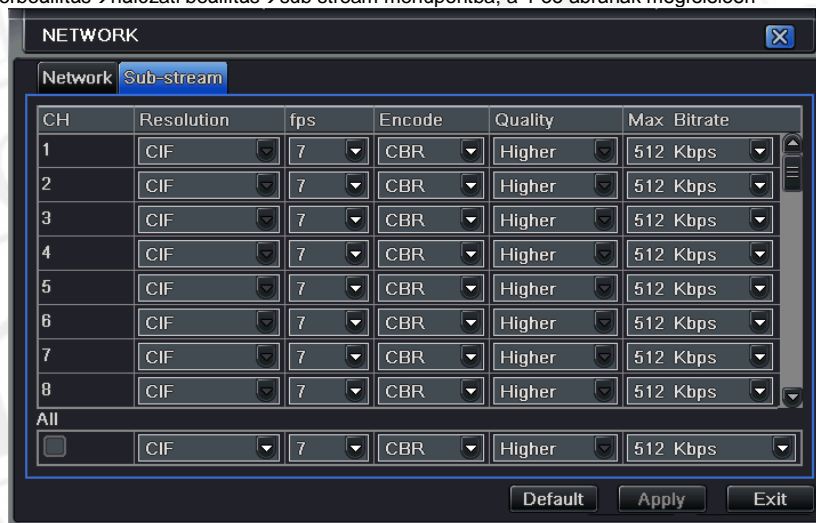 NETWORK
Network Sub-stream
CH Resolution fps Encode Quality Max Bitrate
1 CIF 7 CBR Higher 512 Kbps
2 CIF 7 CBR Higher 512 Kbps
3 CIF 7 CBR Higher 512 Kbps
4 CIF 7 CBR Higher 512 Kbps
5 CIF 7 CBR Higher 512 Kbps
6 CIF 7 CBR Higher 512 Kbps
7 CIF 7 CBR Higher 512 Kbps
8 CIF 7 CBR Higher 512 Kbps
All
CIF 7 CBR Higher 512 Kbps
Default Apply Exit